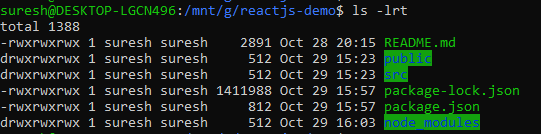 suresh@DESKTOP-LGCN496:/mnt/g/reactjs-demo$ ls -lrt
total 1388
-rwxrwxrwx 1 suresh suresh    2891 Oct 28 20:15 README.md
drwxrwxrwx 1 suresh suresh     512 Oct 29 15:23 public
drwxrwxrwx 1 suresh suresh     512 Oct 29 15:23 src
-rwxrwxrwx 1 suresh suresh 1411988 Oct 29 15:57 package-lock.json
-rwxrwxrwx 1 suresh suresh     812 Oct 29 15:57 package.json
drwxrwxrwx 1 suresh suresh     512 Oct 29 16:03 node_modules